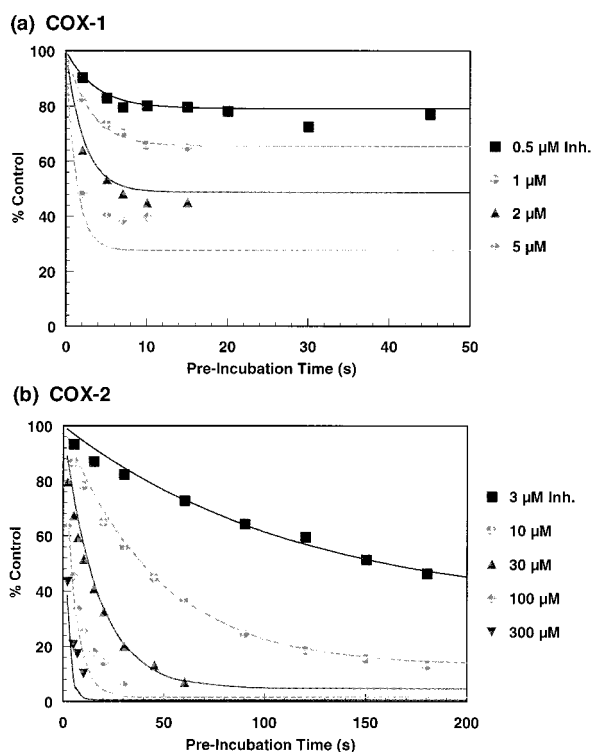 (a) COX-1
100
80
60
40
20
0
% Control
0 10 20 30 40 50
Pre-Incubation Time (s)
0.5 µM Inh.
1 µM
2 µM
5 µM
(b) COX-2
100
80
60
40
20
0
% Control
0 50 100 150 200
Pre-Incubation Time (s)
3 µM Inh.
10 µM
30 µM
100 µM
300 µM